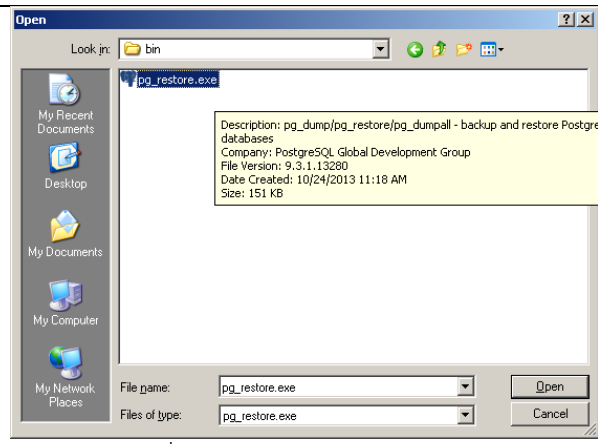 Open
Look in: bin
pg_restore.exe
My Recent
Documents
Desktop
My Documents
My Computer
My Network
Places
Description: pg_dump/pg_restore/pg_dumpall - backup and restore Postgre
databases
Company: PostgreSQL Global Development Group
File Version: 9.3.1.13280
Date Created: 10/24/2013 11:18 AM
Size: 151 KB
File name: pg_restore.exe Open
Files of type: pg_restore.exe Cancel